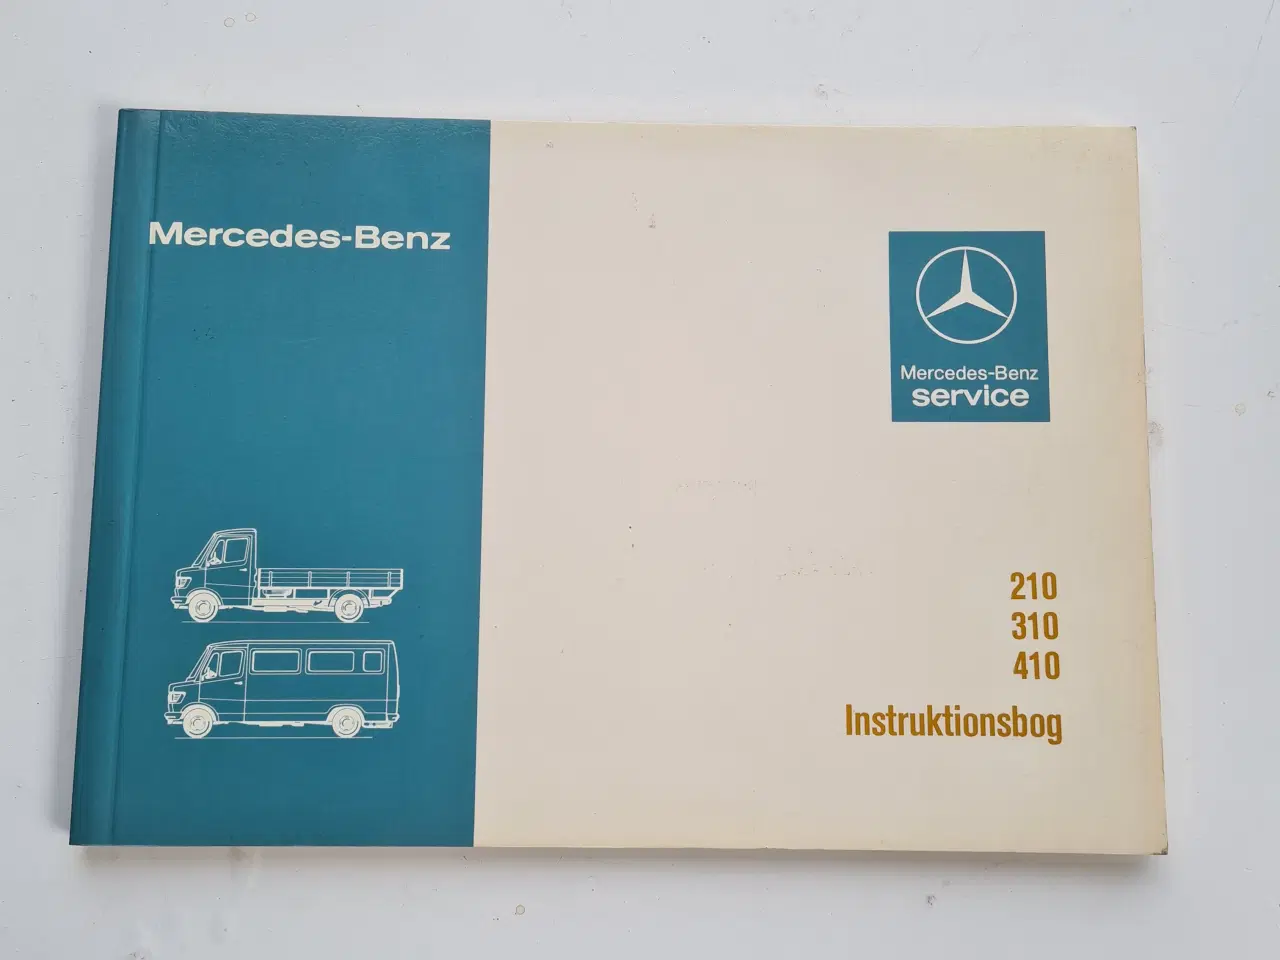 Mercedes-Benz
Mercedes-Benz
service
210
310
410
Instruktionsbog